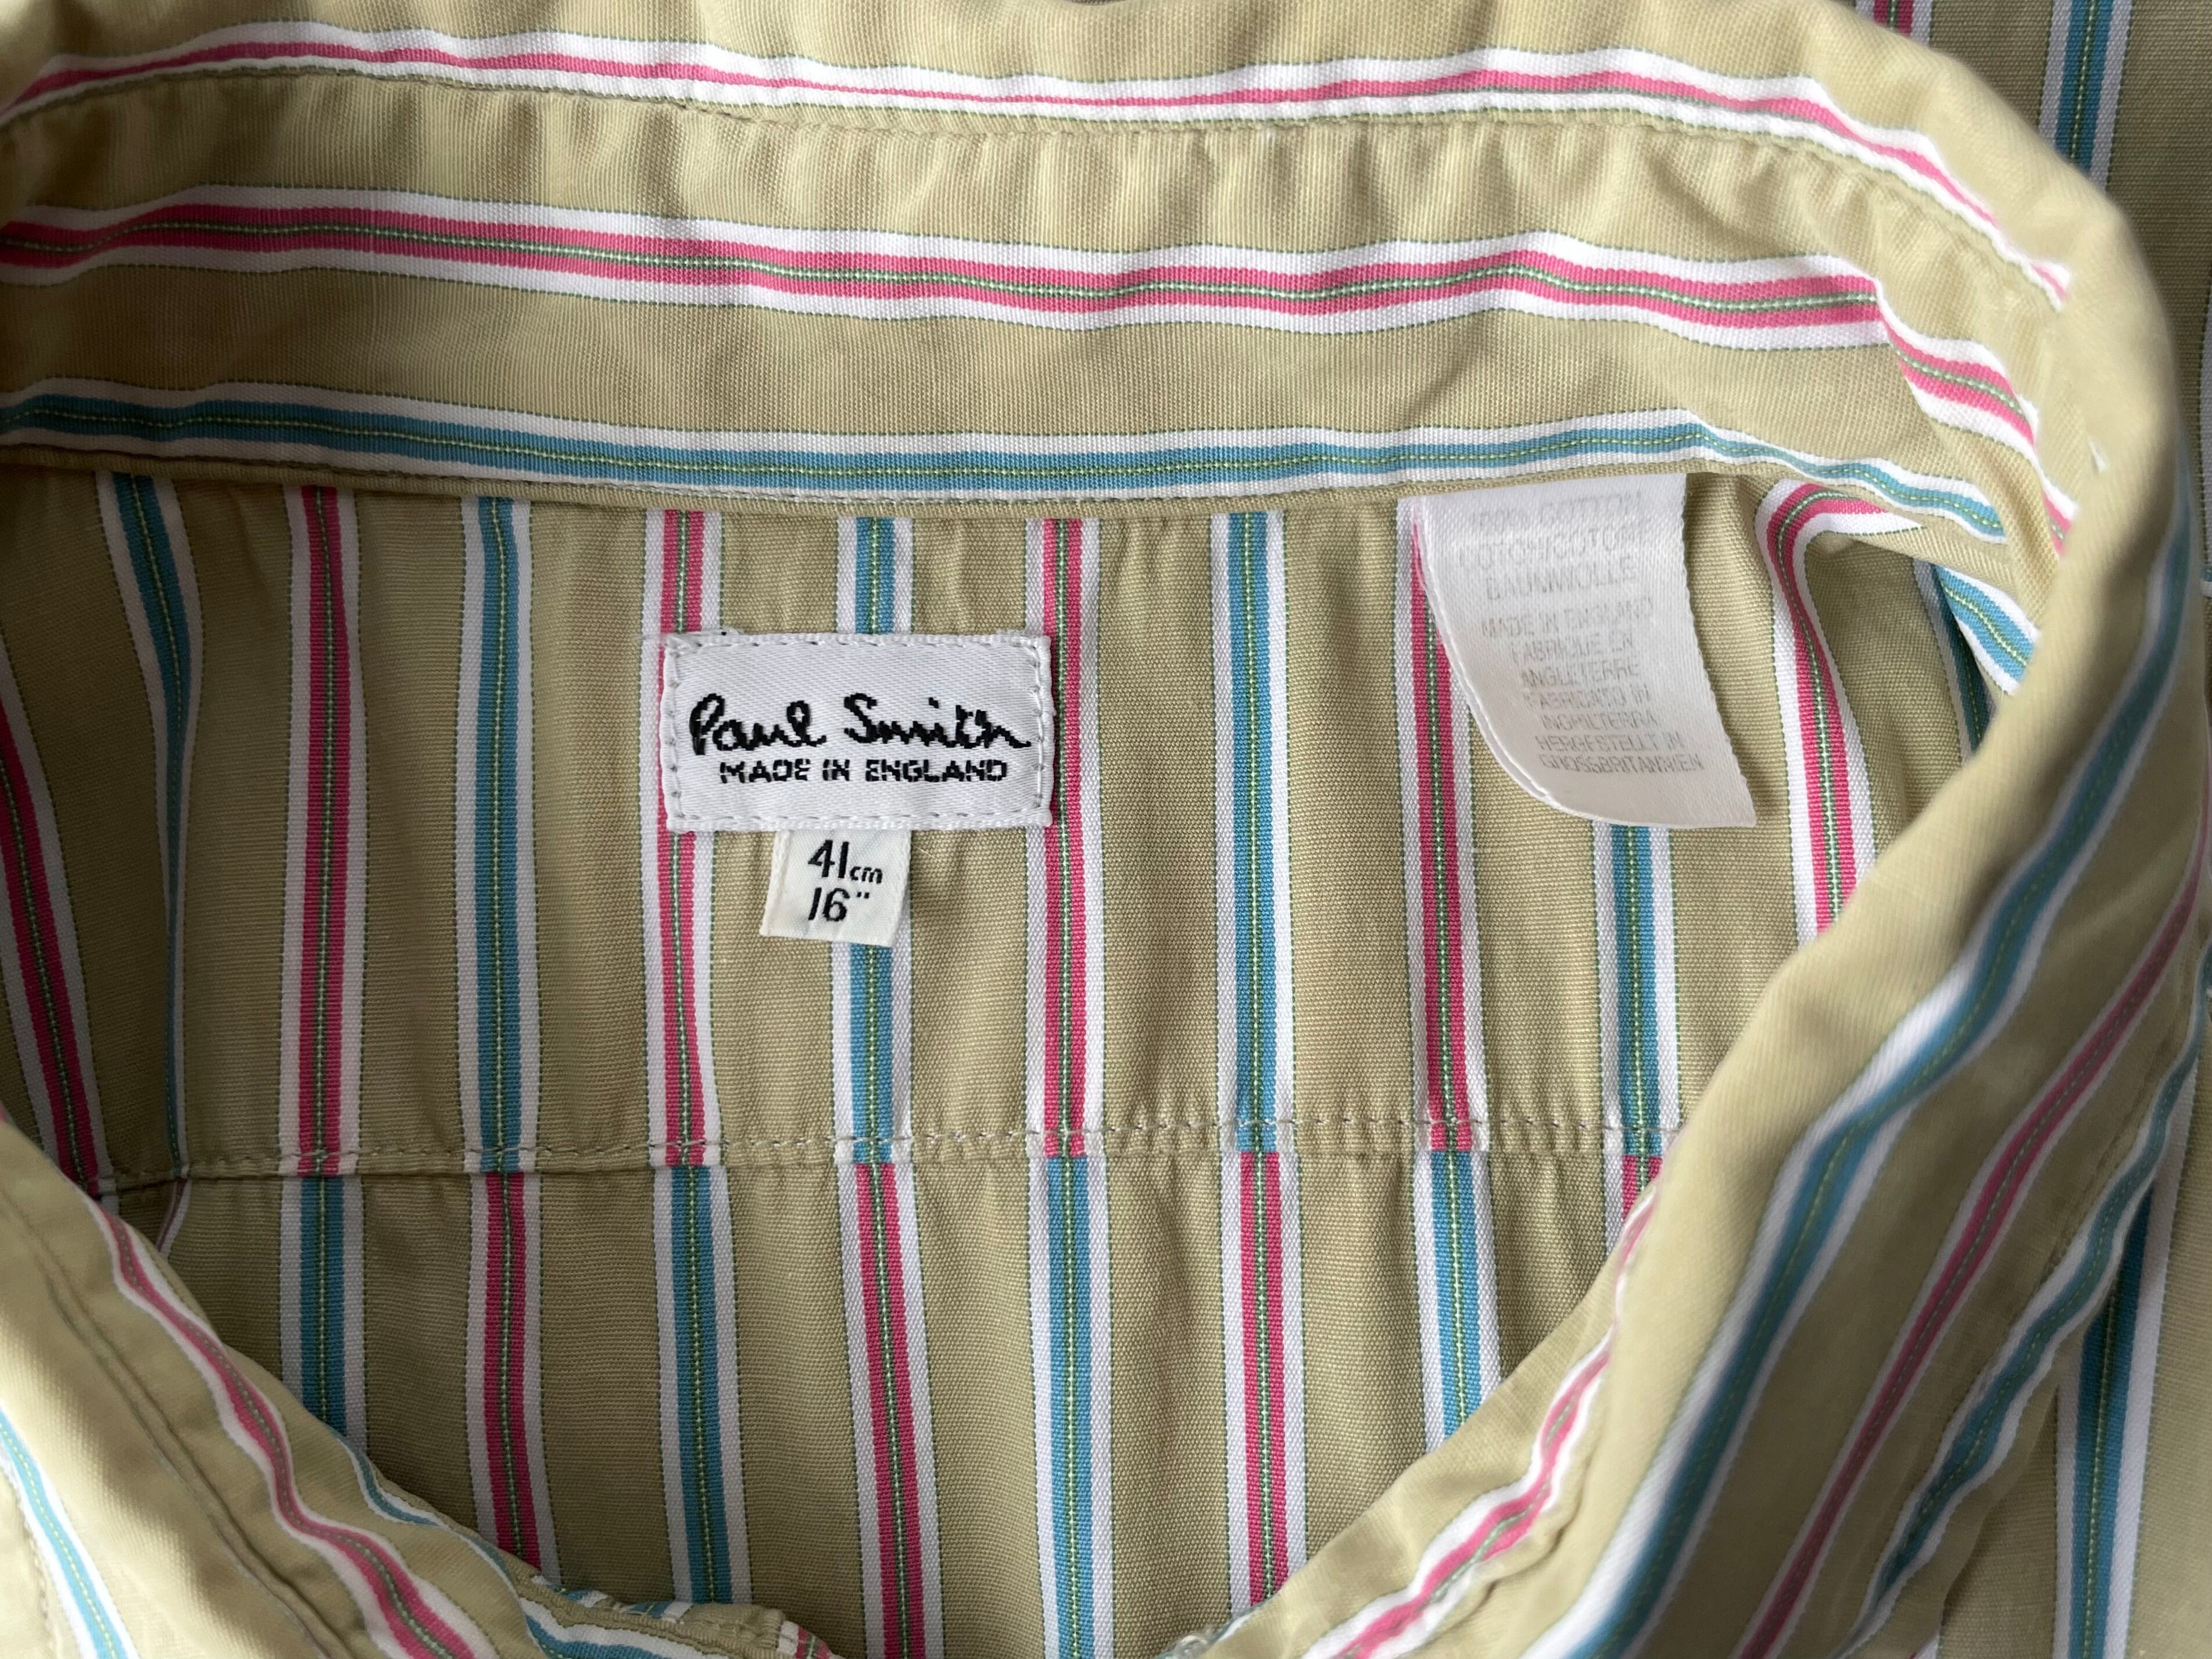 Paul Smith
MADE IN ENGLAND
41cm
16"
100% COTTON
COTON/COTONE
BAUMWOLLE
MADE IN ENGLAND
FABRIQUE EN
ANGLETERRE
FABRICATO IN
INGHILTERRA
HERGESTELLT IN
GROSSBRITANNIEN